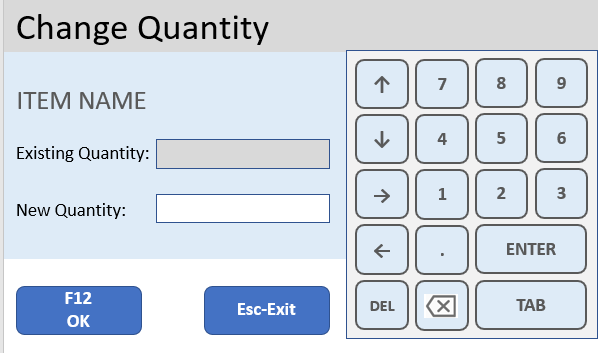 Change Quantity
ITEM NAME
Existing Quantity:
New Quantity:
F12
OK
Esc-Exit
↑ 7 8 9
↓ 4 5 6
→ 1 2 3
← . ENTER
DEL ⌫ TAB